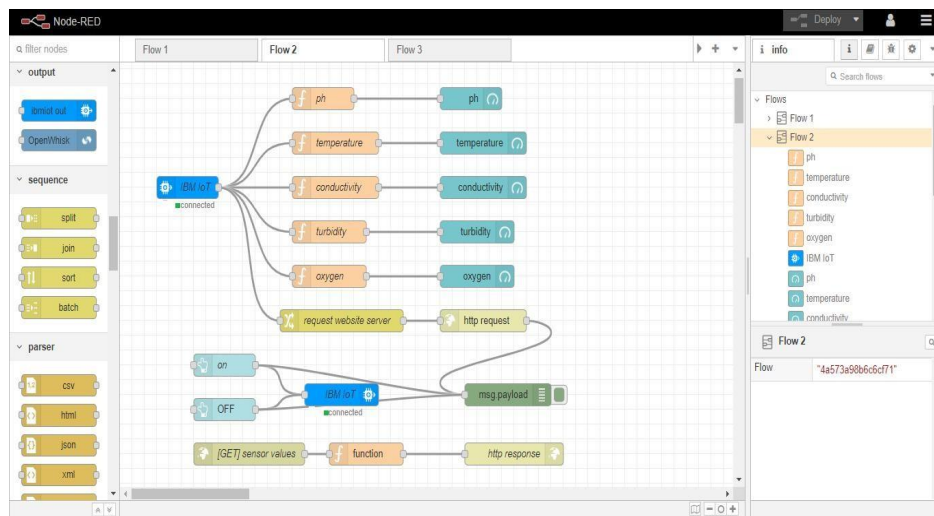 Node-RED
Deploy
filter nodes
output
ibmiot out
OpenWhisk
sequence
split
join
sort
batch
parser
csv
html
json
xml
Flow 1
Flow 2
Flow 3
ph
ph
temperature
temperature
IBM IoT
connected
conductivity
conductivity
turbidity
turbidity
oxygen
oxygen
request website server
http request
on
OFF
IBM IoT
connected
msg.payload
[GET] sensor values
function
http response
i info
i
Search flows
Flows
Flow 1
Flow 2
ph
temperature
conductivity
turbidity
oxygen
IBM IoT
ph
temperature
conductivity
Flow 2
Flow
"4a573a98b6c6cf71"